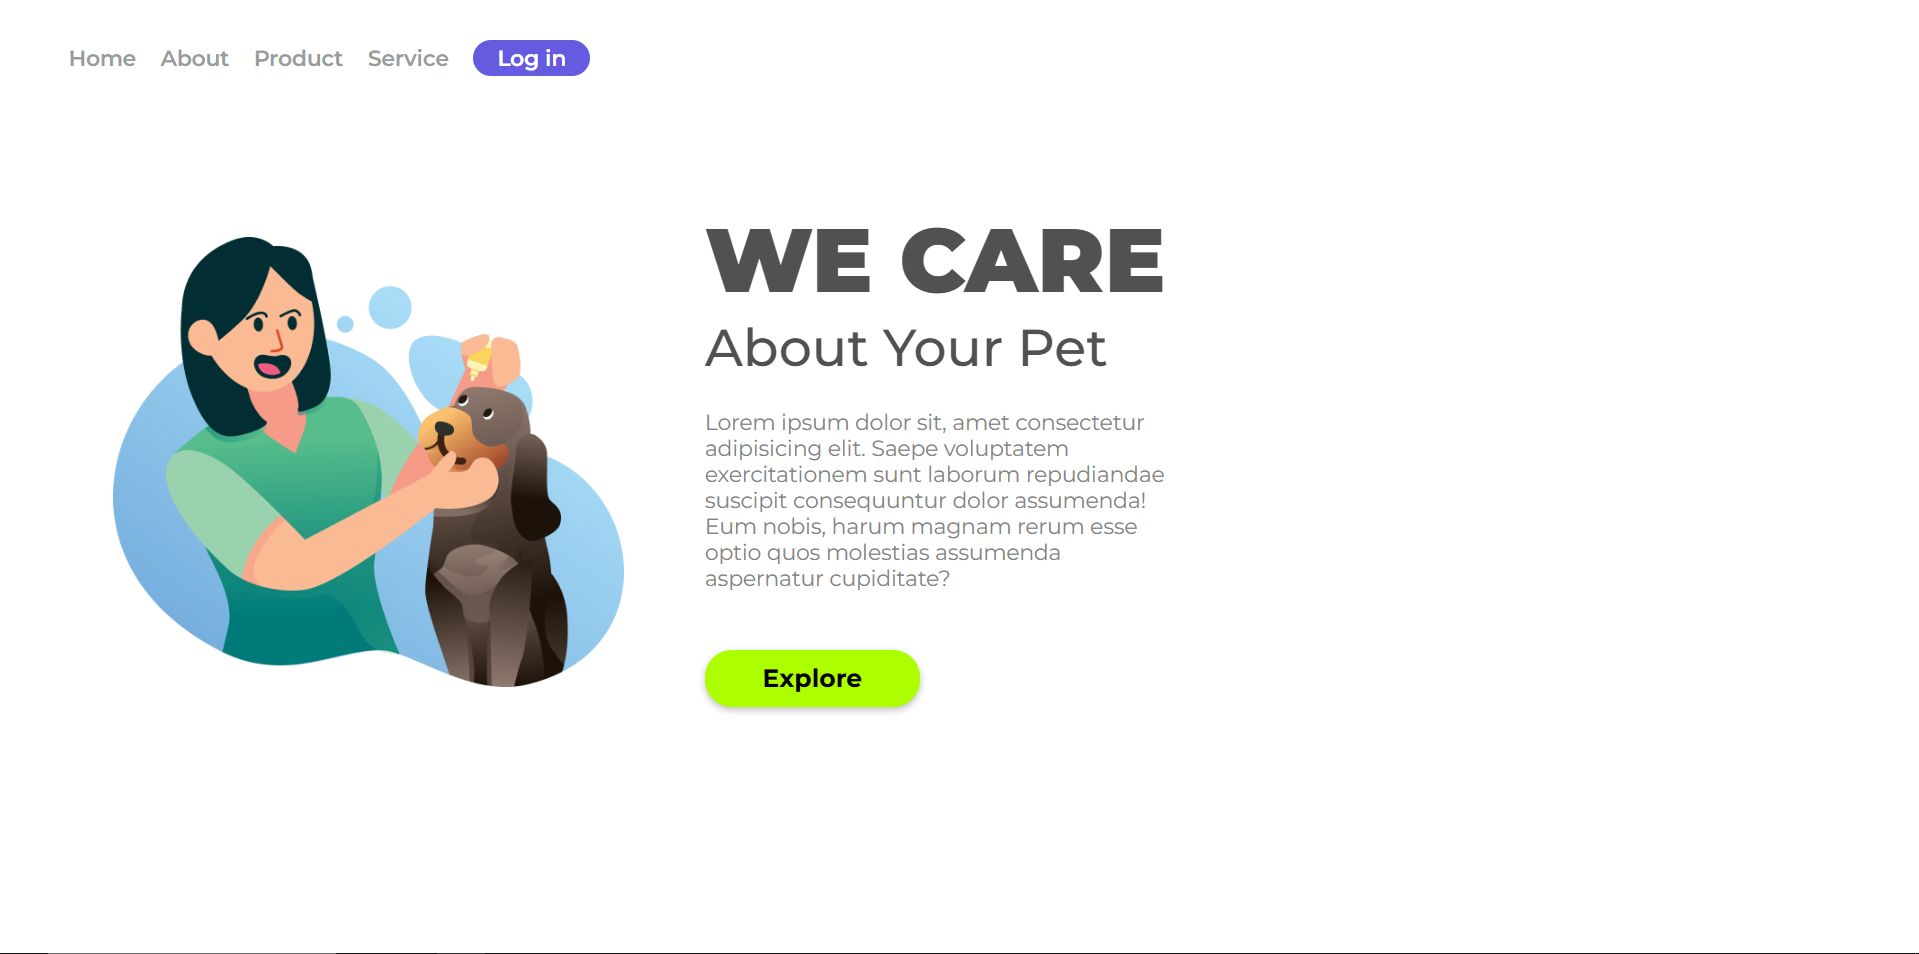 Home About Product Service Log in
WE CARE
About Your Pet
Lorem ipsum dolor sit, amet consectetur
adipisicing elit. Saepe voluptatem
exercitationem sunt laborum repudiandae
suscipit consequuntur dolor assumenda!
Eum nobis, harum magnam rerum esse
optio quos molestias assumenda
aspernatur cupiditate?
Explore